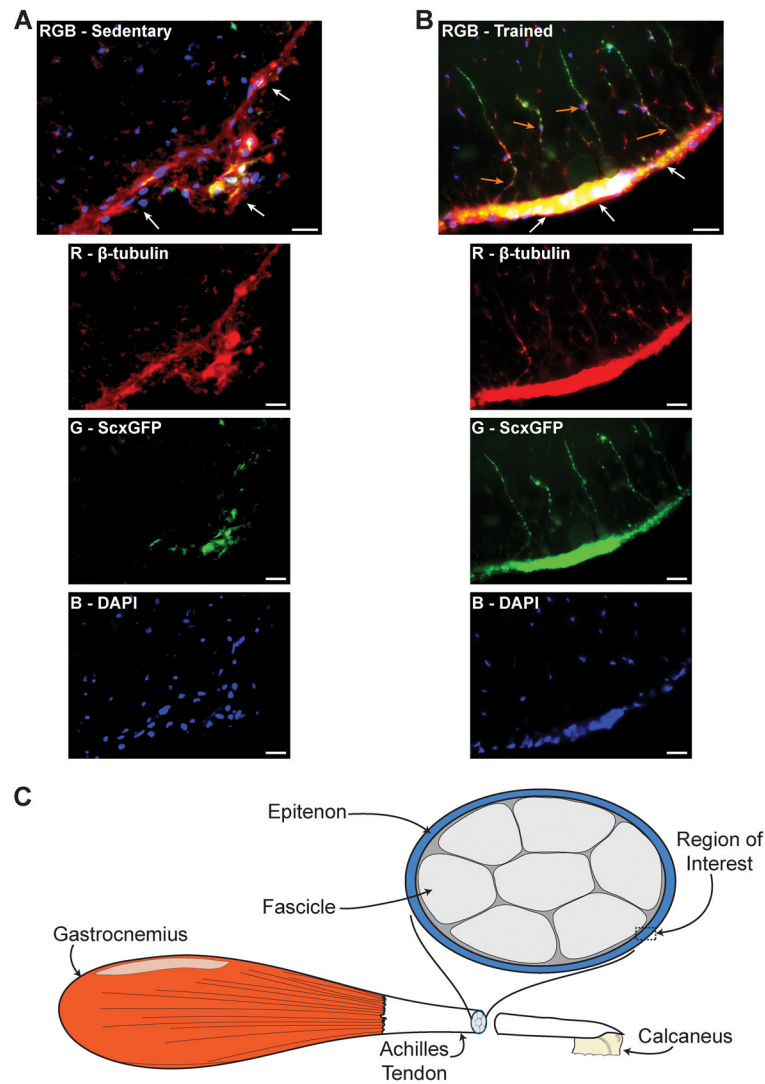 A
RGB - Sedentary
R - β-tubulin
G - ScxGFP
B - DAPI
B
RGB - Trained
R - β-tubulin
G - ScxGFP
B - DAPI
C
Epitenon
Fascicle
Region of
Interest
Gastrocnemius
Achilles
Tendon
Calcaneus